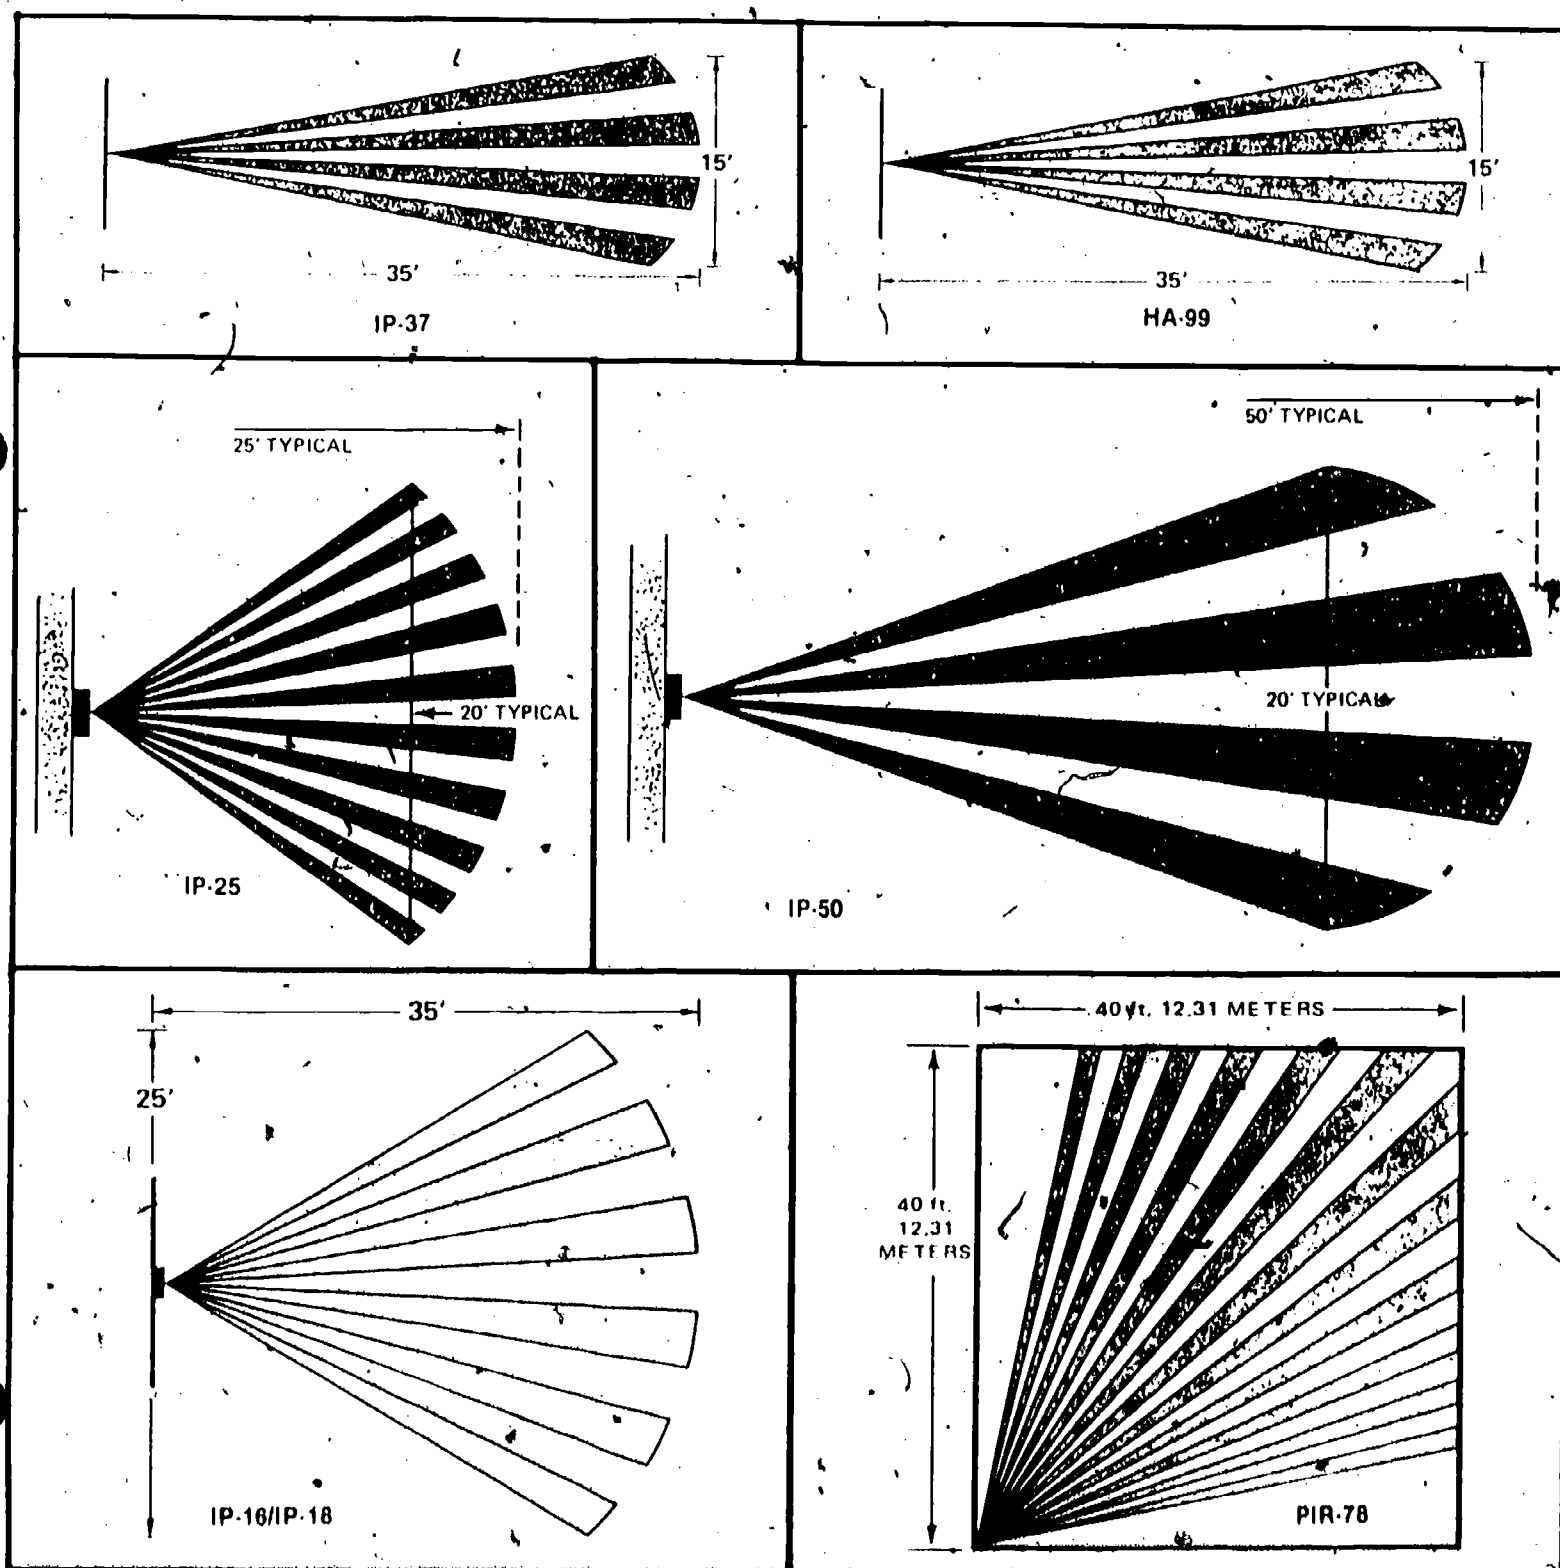 15'
35'
IP-37
15'
35'
HA-99
25' TYPICAL
20' TYPICAL
IP-25
50' TYPICAL
20' TYPICAL
IP-50
35'
25'
IP-16/IP-18
40 ft. 12.31 METERS
40 ft.
12.31
METERS
PIR-78